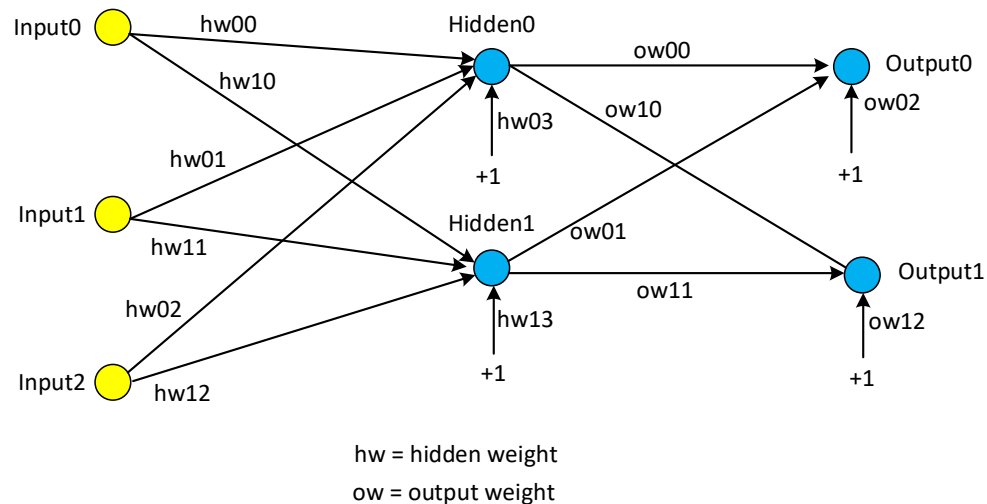 Input0
hw00
Hidden0
ow00
Output0
hw10
ow10
ow02
hw03
hw01
+1
+1
Input1
Hidden1
hw11
ow01
Output1
ow11
hw02
hw13
ow12
Input2
hw12
+1
+1
hw = hidden weight
ow = output weight